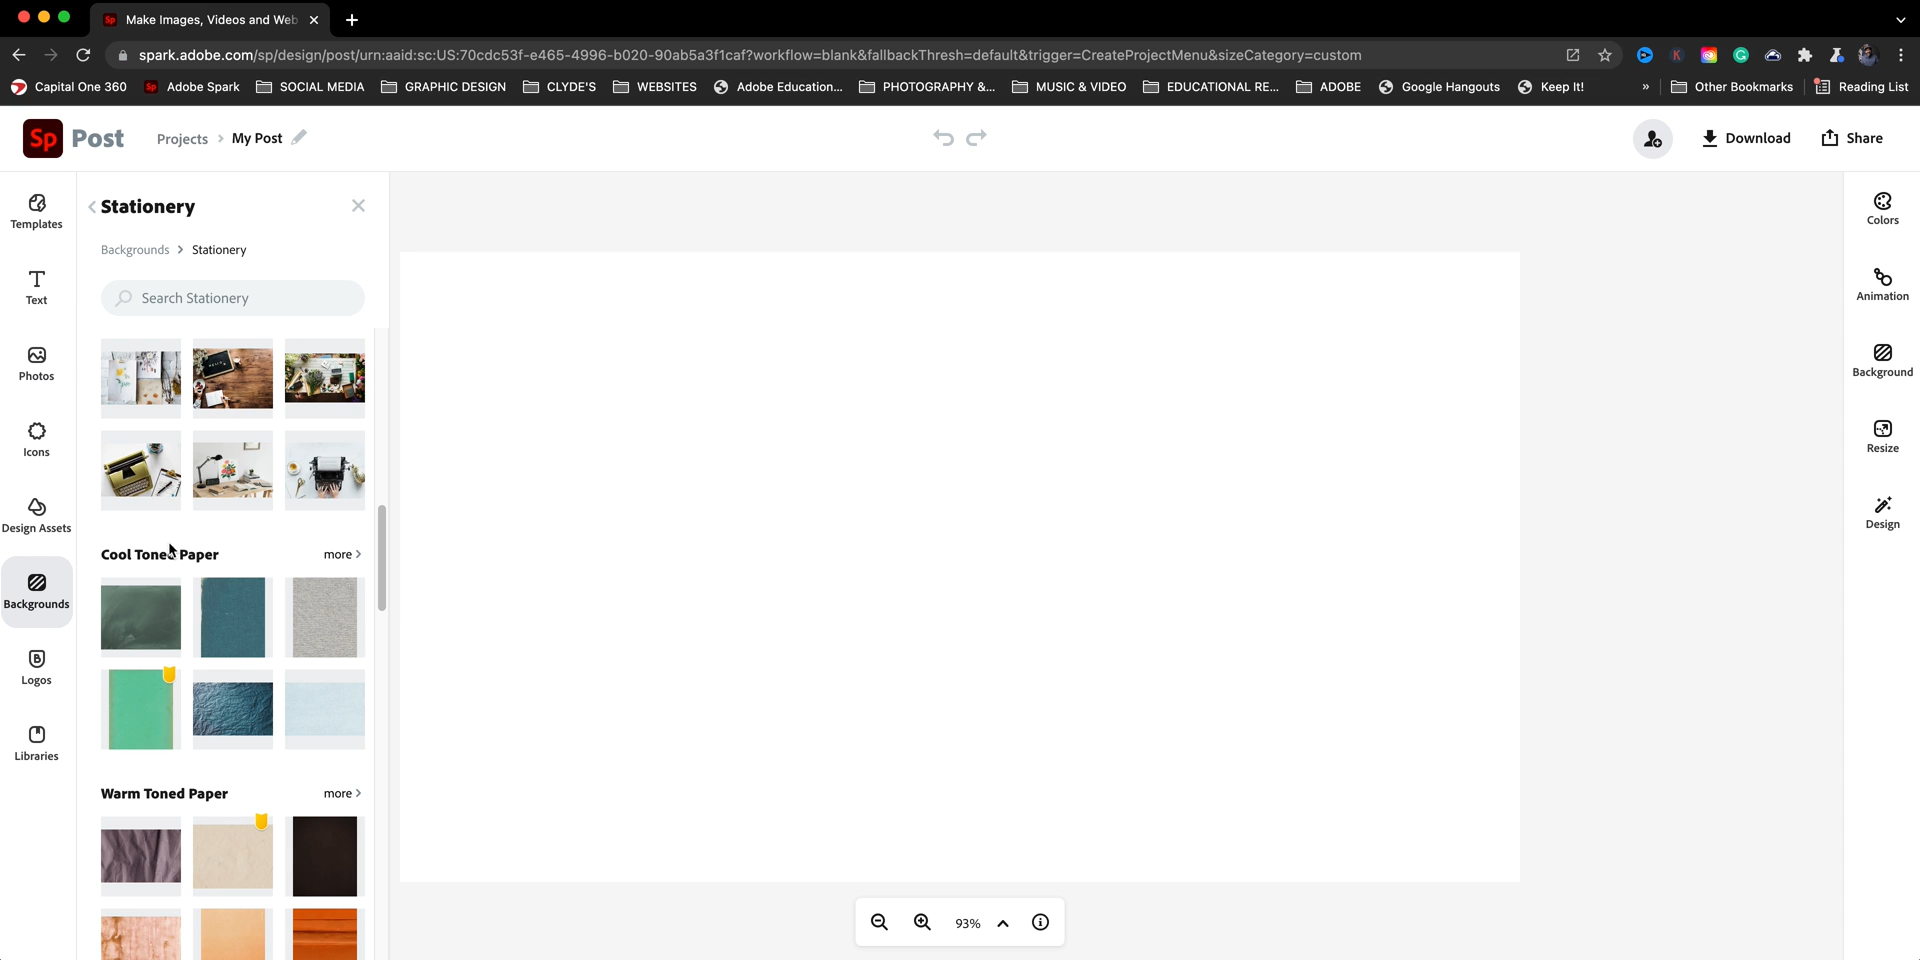 Make Images, Videos and Web
spark.adobe.com/sp/design/post/urn:aaid:sc:US:70cdc53f-e465-4996-b020-90ab5a3f1caf?workflow=blank&fallbackThresh=default&trigger=CreateProjectMenu&sizeCategory=custom
Capital One 360 Adobe Spark SOCIAL MEDIA GRAPHIC DESIGN CLYDE'S WEBSITES Adobe Education... PHOTOGRAPHY &... MUSIC & VIDEO EDUCATIONAL RE... ADOBE Google Hangouts Keep It! » Other Bookmarks Reading List
Sp Post Projects > My Post Download Share
Templates
Text
Photos
Icons
Design Assets
Backgrounds
Logos
Libraries
Stationery
Backgrounds > Stationery
Search Stationery
Cool Toned Paper more >
Warm Toned Paper more >
93%
Colors
Animation
Background
Resize
Design